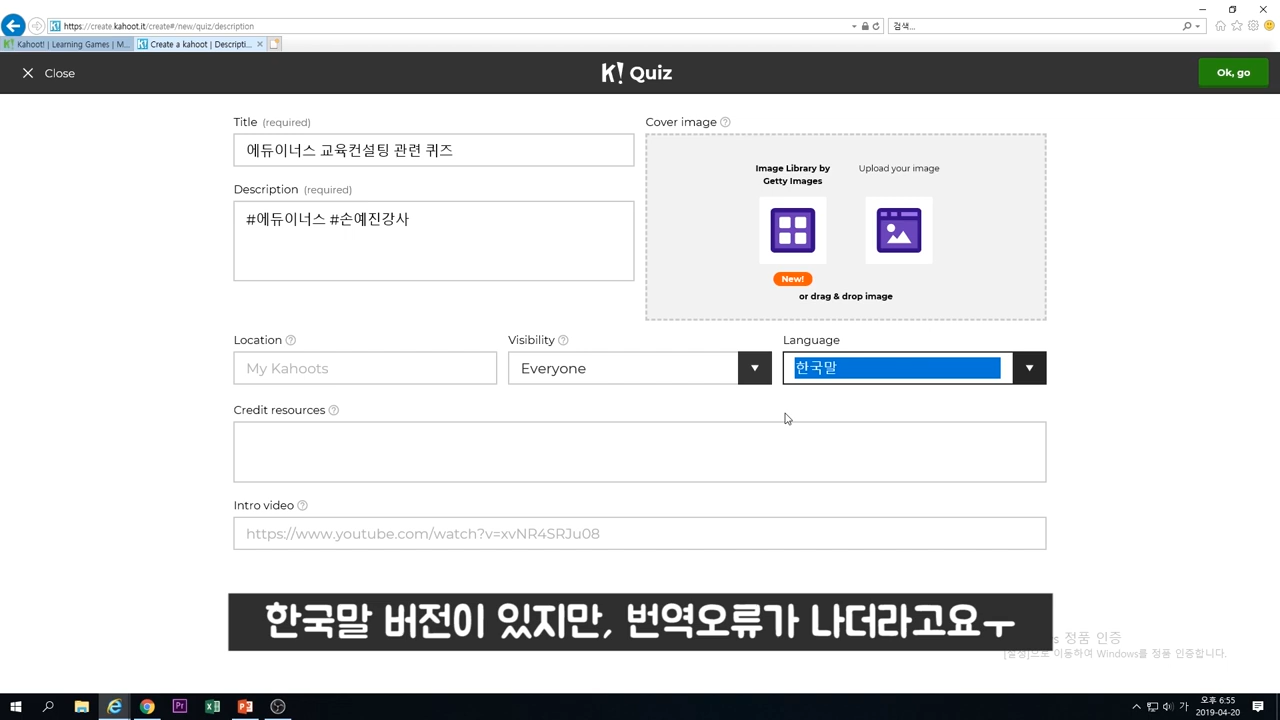 https://create.kahoot.it/create#/new/quiz/description
검색...
Kahoot! | Learning Games | M...
Create a kahoot | Descripti...
Close
K! Quiz
Ok, go
Title (required)
에듀이너스 교육컨설팅 관련 퀴즈
Description (required)
#에듀이너스 #손예진강사
Cover image
Image Library by
Getty Images
Upload your image
New!
or drag & drop image
Location
My Kahoots
Visibility
Everyone
Language
한국말
Credit resources
Intro video
https://www.youtube.com/watch?v=xvNR4SRJu08
한국말 버전이 있지만, 번역오류가 나더라고요ㅜ
s 정품 인증
[설정]으로 이동하여 Windows를 정품 인증합니다.
가
오후 6:55
2019-04-20